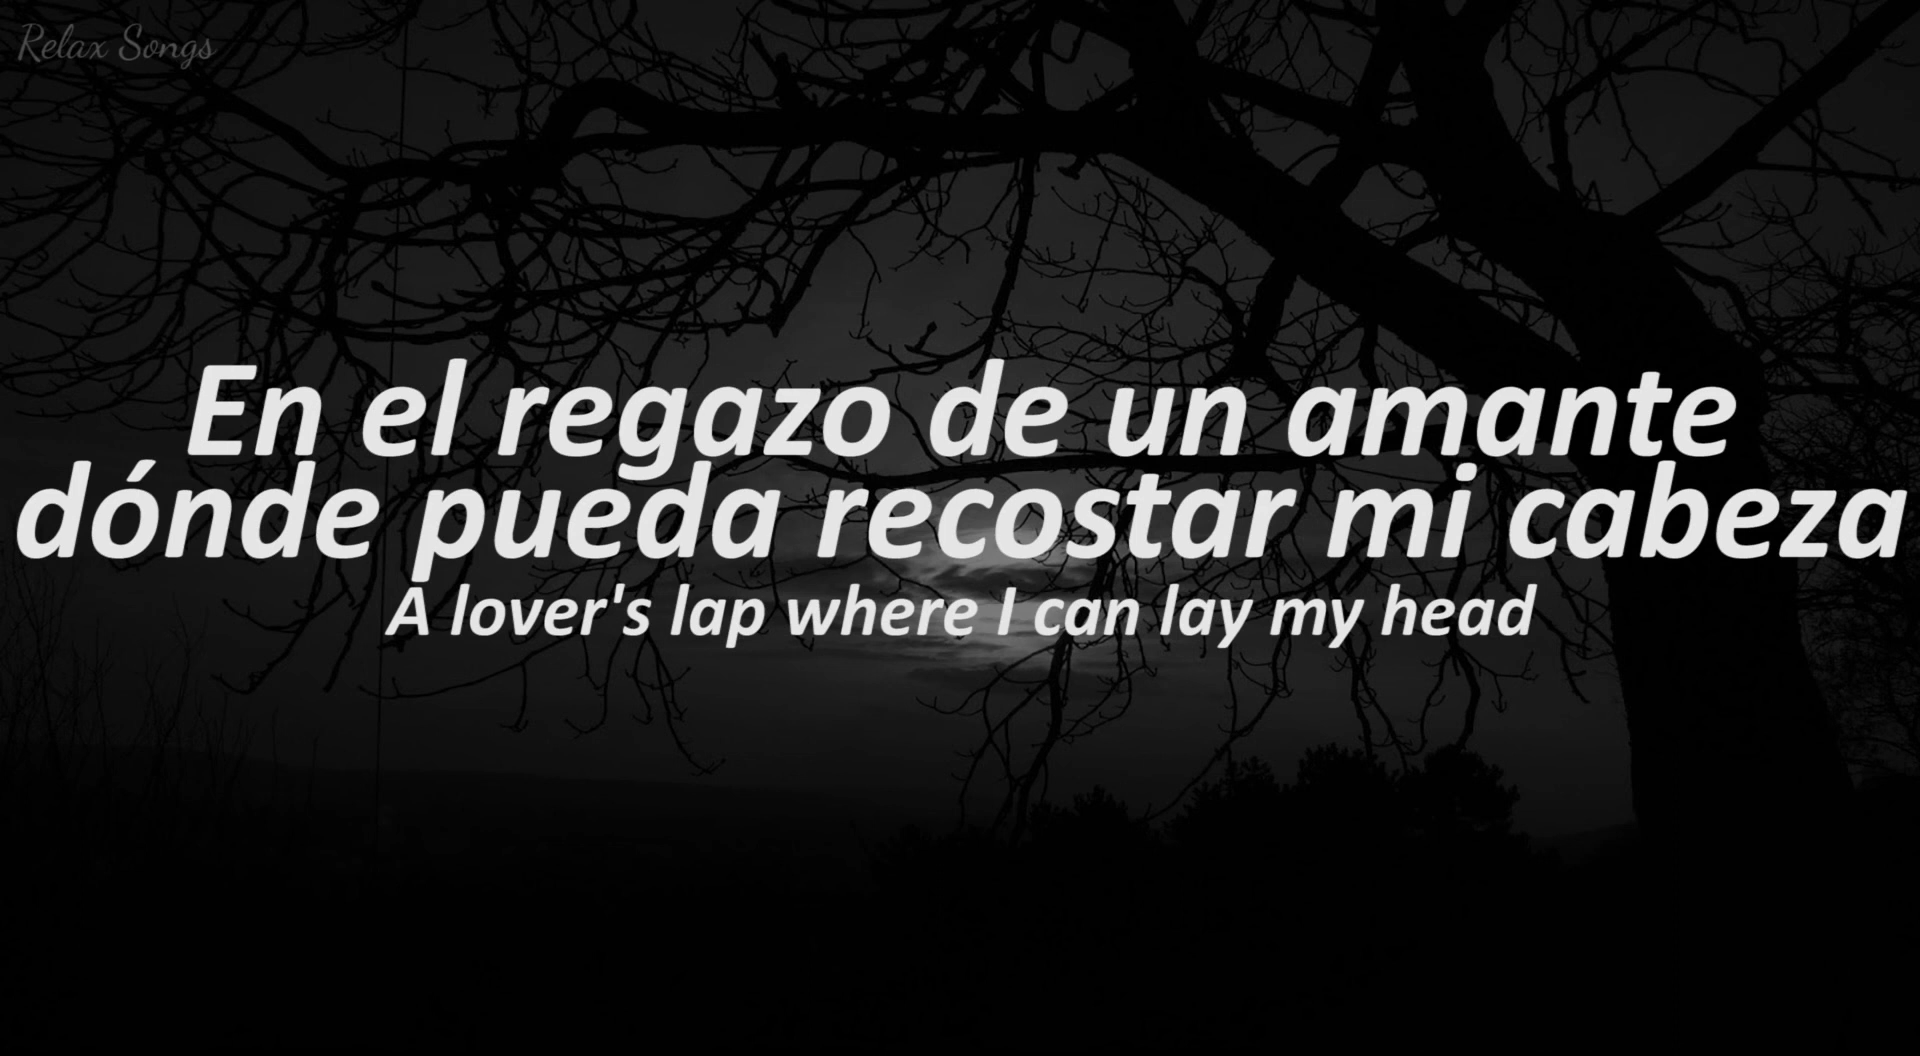 Relax Songs
En el regazo de un amante
dónde pueda recostar mi cabeza
A lover's lap where I can lay my head